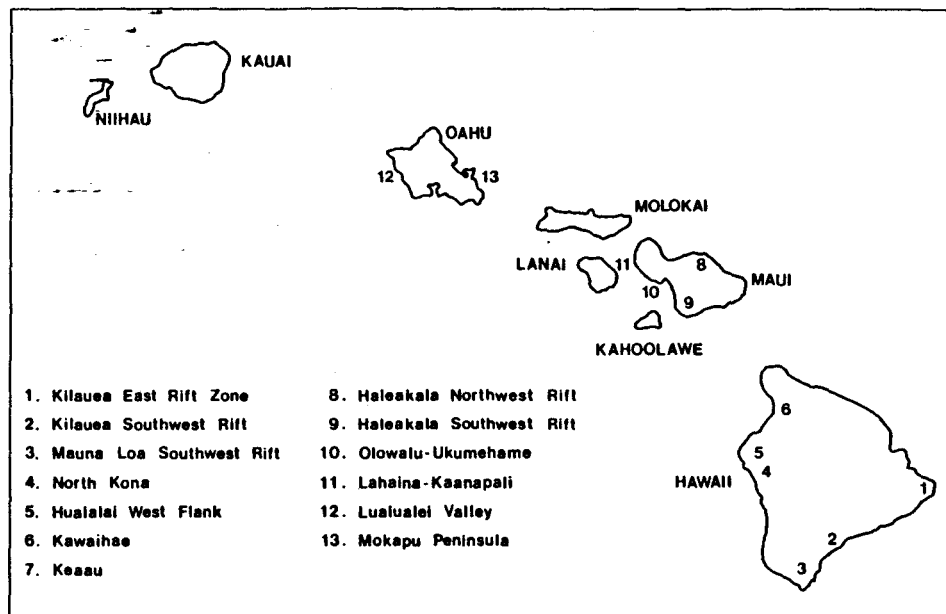 KAUAI
NIIHAU
OAHU
12
13
MOLOKAI
LANAI
11
8
MAUI
10
9
KAHOOLAWE
6
5
4
HAWAII
1
2
3
1. Kilauea East Rift Zone
2. Kilauea Southwest Rift
3. Mauna Loa Southwest Rift
4. North Kona
5. Hualalai West Flank
6. Kawaihae
7. Keaau
8. Haleakala Northwest Rift
9. Haleakala Southwest Rift
10. Olowalu-Ukumehame
11. Lahaina-Kaanapali
12. Lualualei Valley
13. Mokapu Peninsula